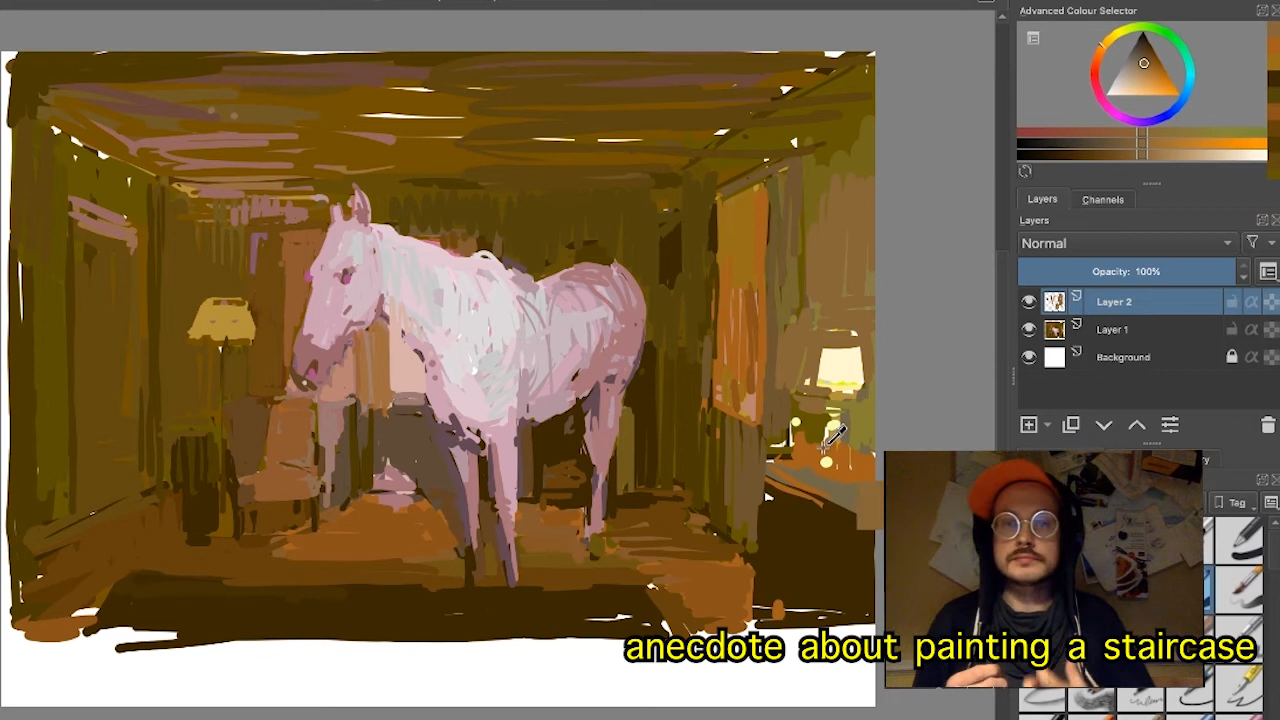 Advanced Colour Selector
Layers
Channels
Layers
Normal
Opacity: 100%
Layer 2
Layer 1
Background
Tag
anecdote about painting a staircase